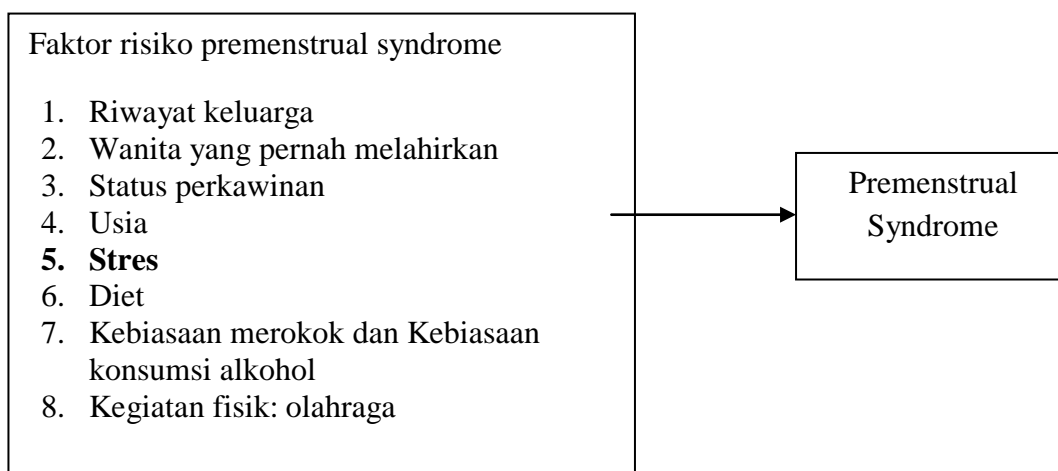 Faktor risiko premenstrual syndrome
1. Riwayat keluarga
2. Wanita yang pernah melahirkan
3. Status perkawinan
4. Usia
5. Stres
6. Diet
7. Kebiasaan merokok dan Kebiasaan
konsumsi alkohol
8. Kegiatan fisik: olahraga
Premenstrual
Syndrome